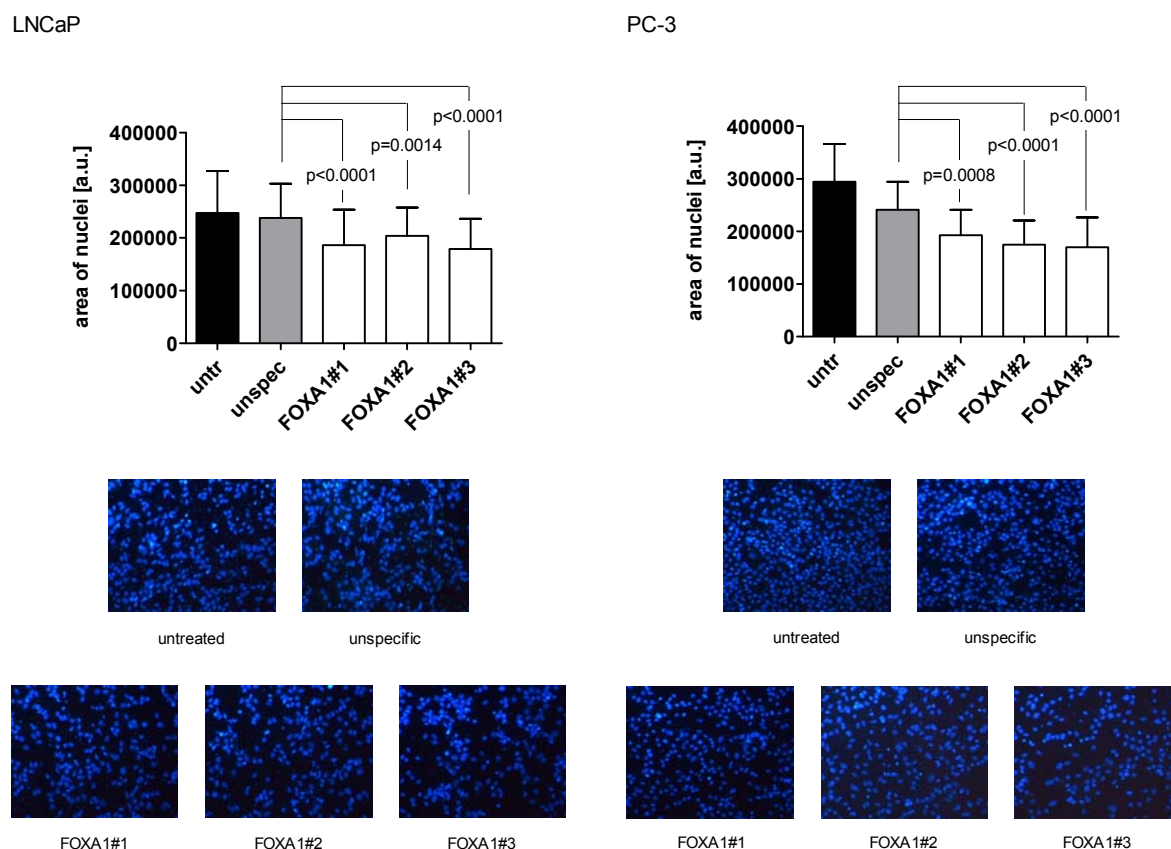 LNCaP
p<0.0001
p=0.0014
p<0.0001
area of nuclei [a.u.]
400000
300000
200000
100000
0
untr
unspec
FOXA1#1
FOXA1#2
FOXA1#3
untreated
unspecific
FOXA1#1
FOXA1#2
FOXA1#3
PC-3
p<0.0001
p<0.0001
p=0.0008
area of nuclei [a.u.]
400000
300000
200000
100000
0
untr
unspec
FOXA1#1
FOXA1#2
FOXA1#3
untreated
unspecific
FOXA1#1
FOXA1#2
FOXA1#3